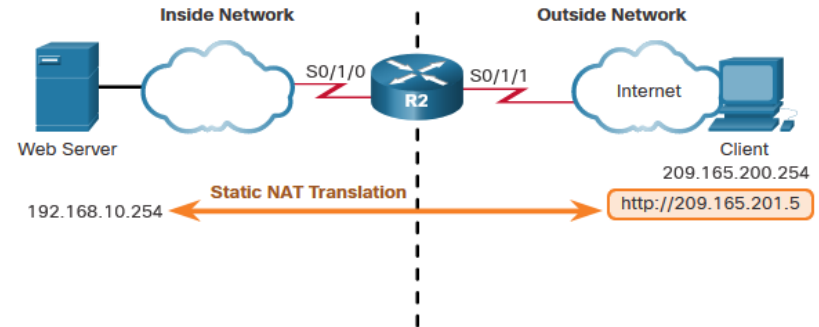 Inside Network
Outside Network
S0/1/0
R2
S0/1/1
Internet
Web Server
Client
209.165.200.254
Static NAT Translation
192.168.10.254
http://209.165.201.5